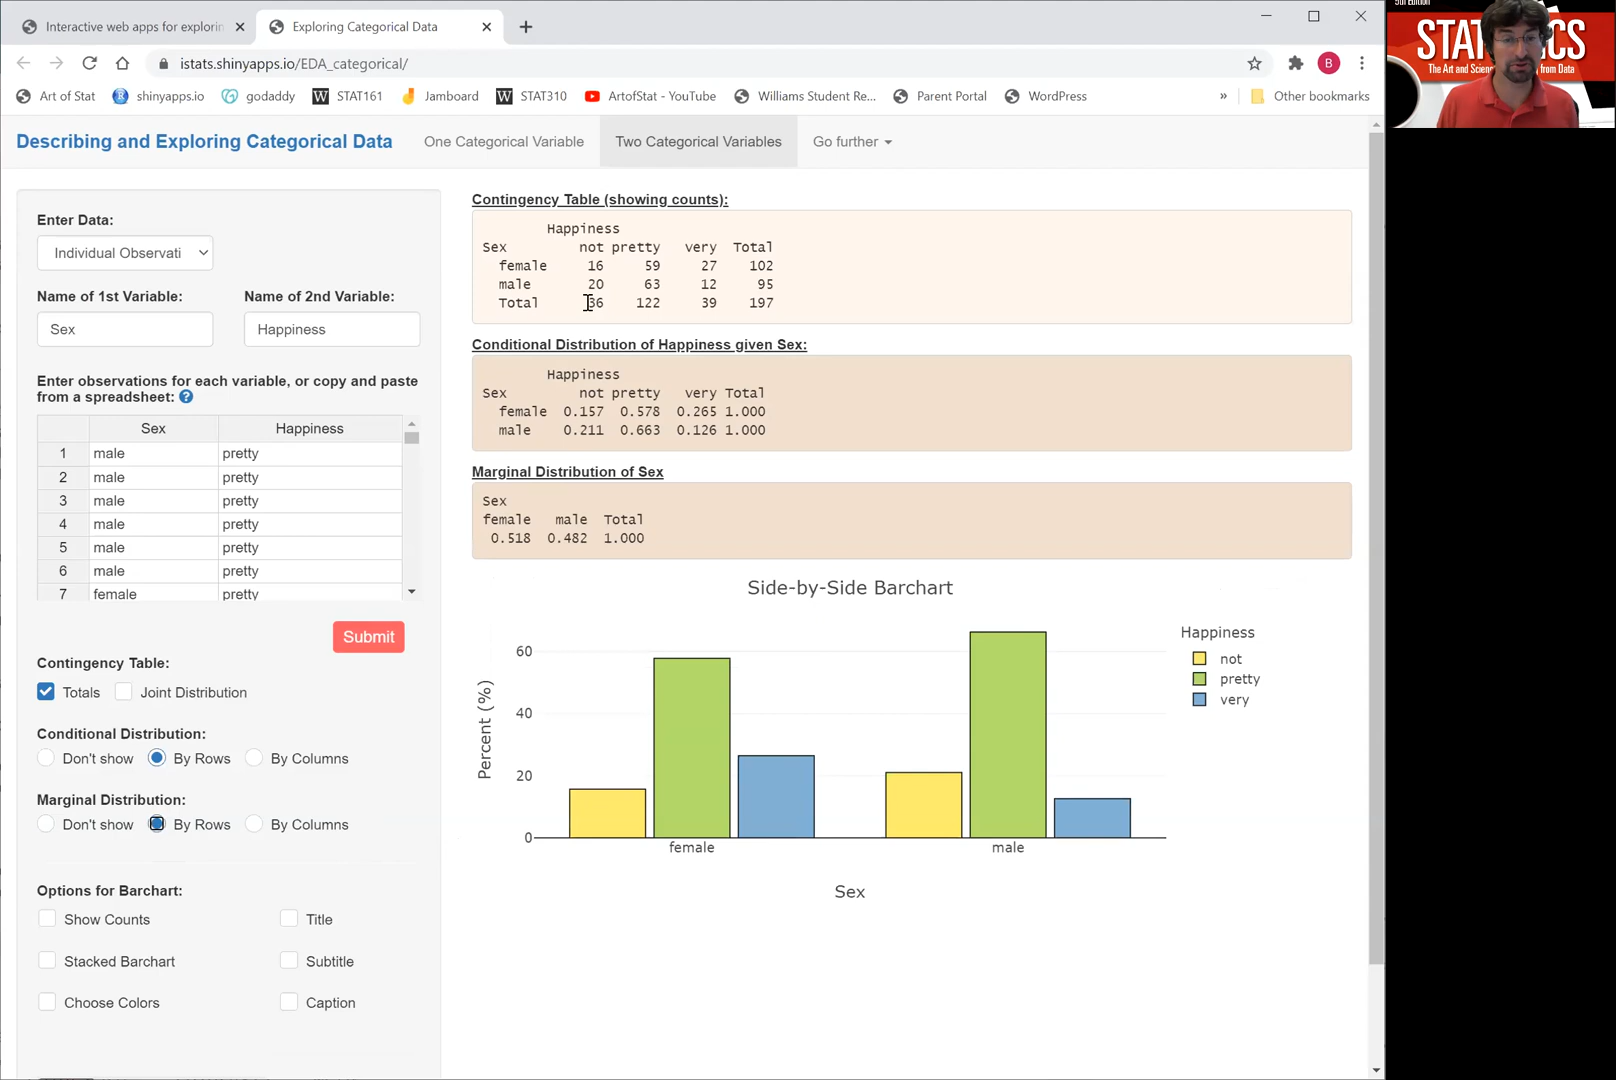 Interactive web apps for explorin
Exploring Categorical Data
5th Edition
STATISTICS
The Art and Science from Data
istats.shinyapps.io/EDA_categorical/
B
Art of Stat
shinyapps.io
godaddy
STAT161
Jamboard
STAT310
ArtofStat - YouTube
Williams Student Re...
Parent Portal
WordPress
»
Other bookmarks
Describing and Exploring Categorical Data
One Categorical Variable
Two Categorical Variables
Go further
Enter Data:
Individual Observati
Name of 1st Variable:
Name of 2nd Variable:
Sex
Happiness
Enter observations for each variable, or copy and paste
from a spreadsheet: ?
Sex Happiness
1 male pretty
2 male pretty
3 male pretty
4 male pretty
5 male pretty
6 male pretty
7 female pretty
Submit
Contingency Table:
Totals Joint Distribution
Conditional Distribution:
Don't show By Rows By Columns
Marginal Distribution:
Don't show By Rows By Columns
Options for Barchart:
Show Counts Title
Stacked Barchart Subtitle
Choose Colors Caption
Contingency Table (showing counts):
Happiness
Sex not pretty very Total
female 16 59 27 102
male 20 63 12 95
Total 36 122 39 197
Conditional Distribution of Happiness given Sex:
Happiness
Sex not pretty very Total
female 0.157 0.578 0.265 1.000
male 0.211 0.663 0.126 1.000
Marginal Distribution of Sex
Sex
female male Total
0.518 0.482 1.000
Side-by-Side Barchart
Percent (%)
60
40
20
0
female
male
Sex
Happiness
not
pretty
very